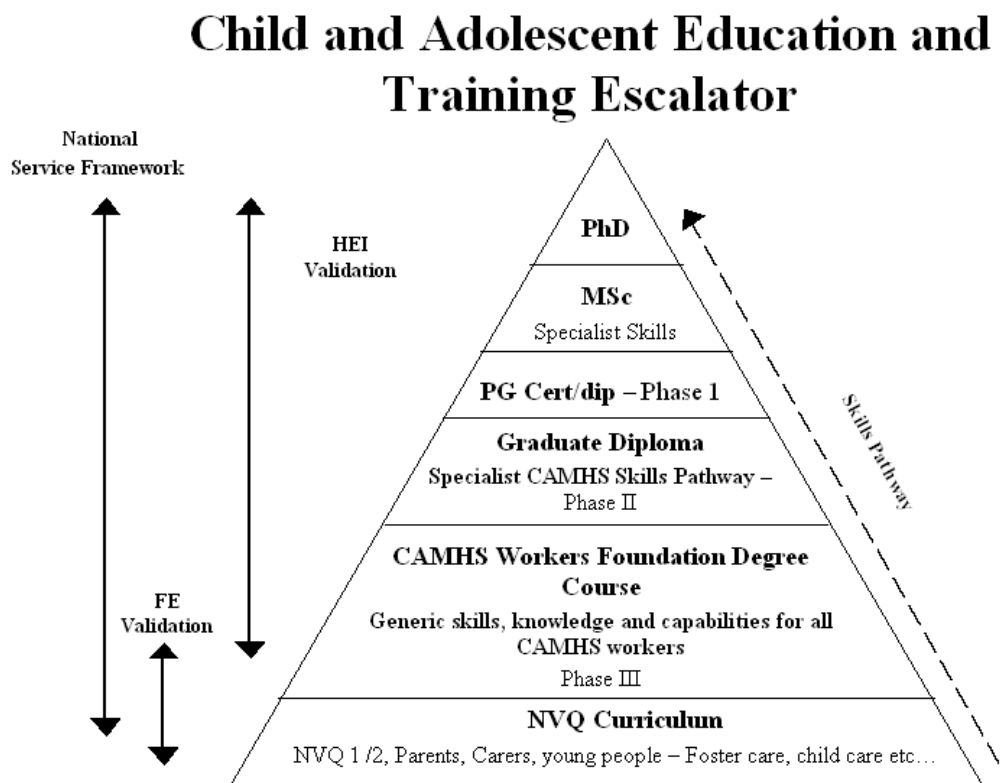 Child and Adolescent Education and
Training Escalator
National
Service Framework
HEI
Validation
FE
Validation
PhD
MSc
Specialist Skills
PG Cert/dip – Phase 1
Graduate Diploma
Specialist CAMHS Skills Pathway –
Phase II
CAMHS Workers Foundation Degree
Course
Generic skills, knowledge and capabilities for all
CAMHS workers
Phase III
NVQ Curriculum
NVQ 1 /2, Parents, Carers, young people – Foster care, child care etc…
Skills Pathway